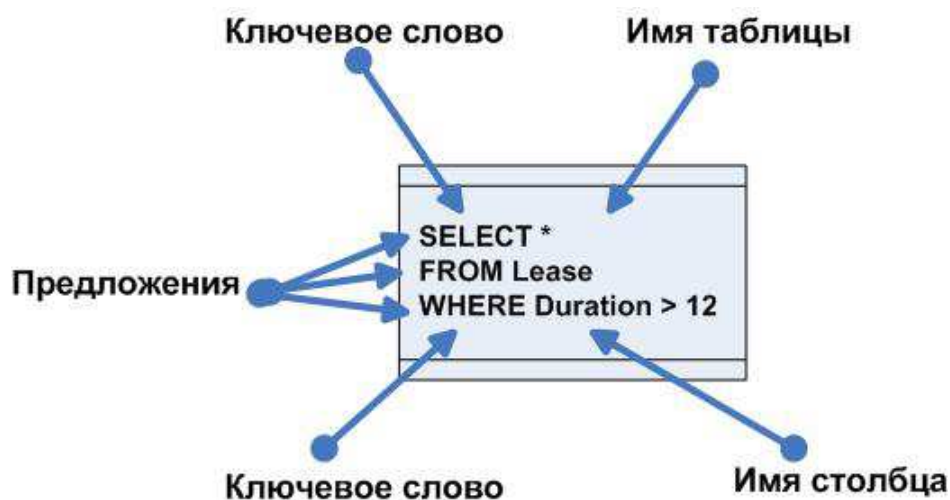 Ключевое слово
Имя таблицы
Предложения
SELECT *
FROM Lease
WHERE Duration > 12
Ключевое слово
Имя столбца